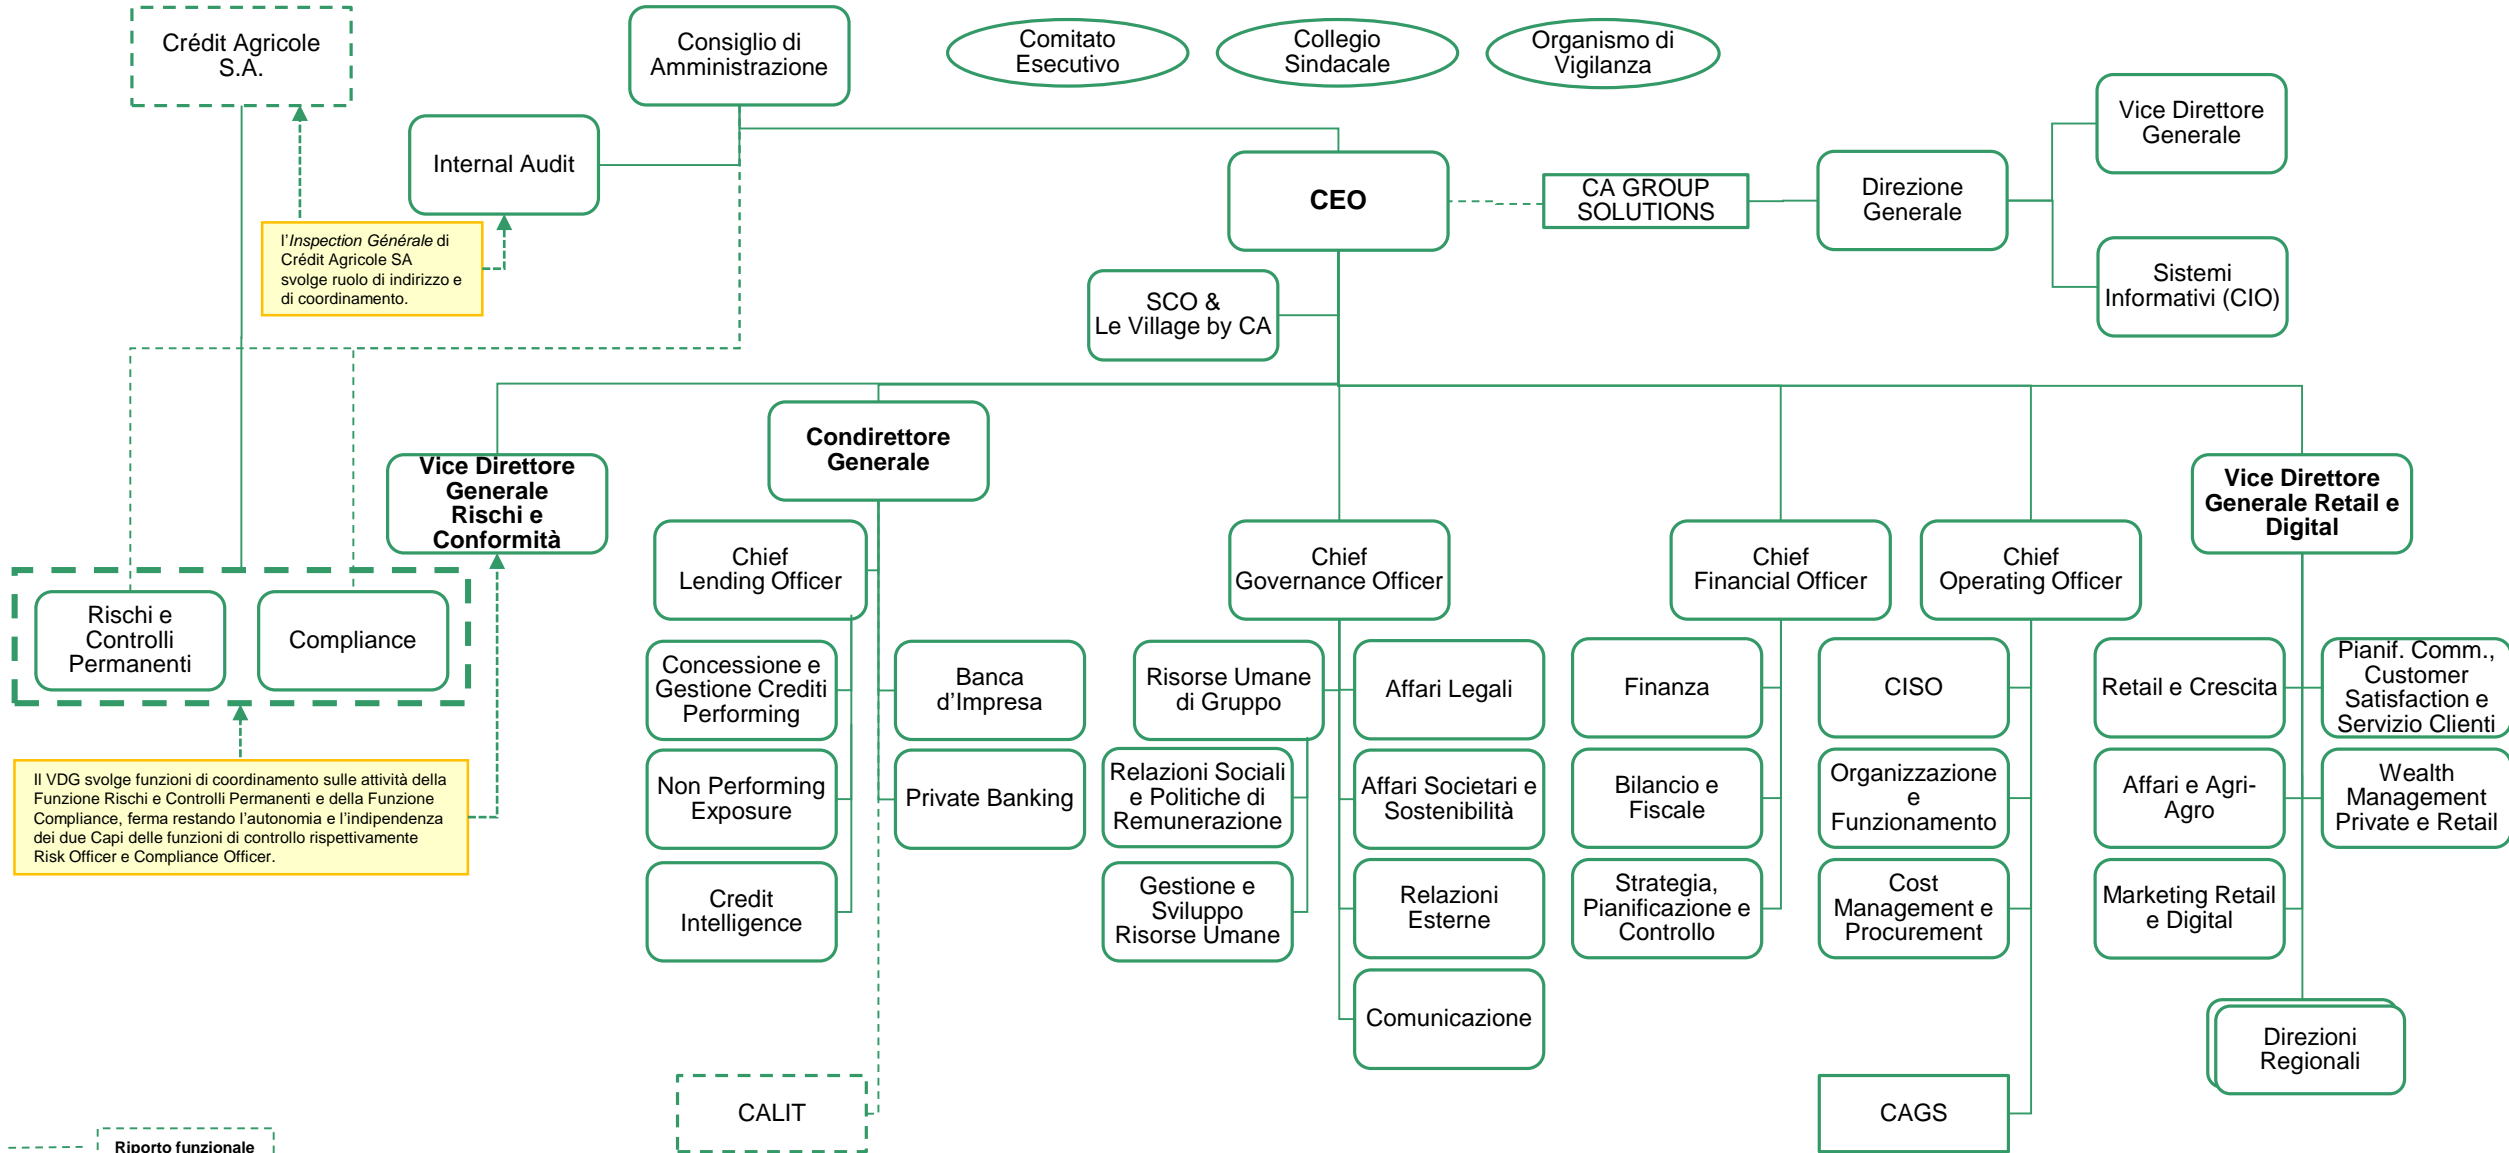 Crédit Agricole
S.A.
Consiglio di
Amministrazione
Comitato
Esecutivo
Collegio
Sindacale
Organismo di
Vigilanza
Vice Direttore
Generale
Internal Audit
CEO
CA GROUP
SOLUTIONS
Direzione
Generale
l'Inspection Générale di
Crédit Agricole SA
svolge ruolo di indirizzo e
di coordinamento.
Sistemi
Informativi (CIO)
SCO &
Le Village by CA
Condirettore
Generale
Vice Direttore
Generale
Rischi e
Conformità
Vice Direttore
Generale Retail e
Digital
Chief
Lending Officer
Chief
Governance Officer
Chief
Financial Officer
Chief
Operating Officer
Rischi e
Controlli
Permanenti
Compliance
Concessione e
Gestione Crediti
Performing
Banca
d'Impresa
Risorse Umane
di Gruppo
Affari Legali
Finanza
CISO
Retail e Crescita
Pianif. Comm.,
Customer
Satisfaction e
Servizio Clienti
Il VDG svolge funzioni di coordinamento sulle attività della
Funzione Rischi e Controlli Permanenti e della Funzione
Compliance, ferma restando l'autonomia e l'indipendenza
dei due Capi delle funzioni di controllo rispettivamente
Risk Officer e Compliance Officer.
Non Performing
Exposure
Private Banking
Relazioni Sociali
e Politiche di
Remunerazione
Affari Societari e
Sostenibilità
Bilancio e
Fiscale
Organizzazione
e
Funzionamento
Affari e Agri-
Agro
Wealth
Management
Private e Retail
Credit
Intelligence
Gestione e
Sviluppo
Risorse Umane
Relazioni
Esterne
Strategia,
Pianificazione e
Controllo
Cost
Management e
Procurement
Marketing Retail
e Digital
Comunicazione
Direzioni
Regionali
CALIT
CAGS
Riporto funzionale